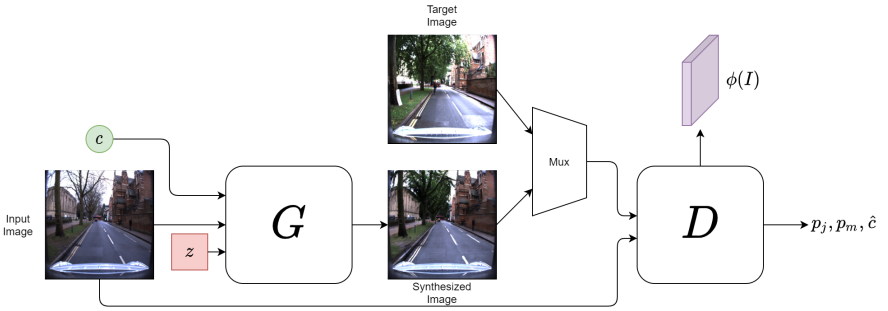 Target
Image
ϕ(I)
c
Mux
Input
Image
z
G
D
p_j, p_m, ĉ
Synthesized
Image